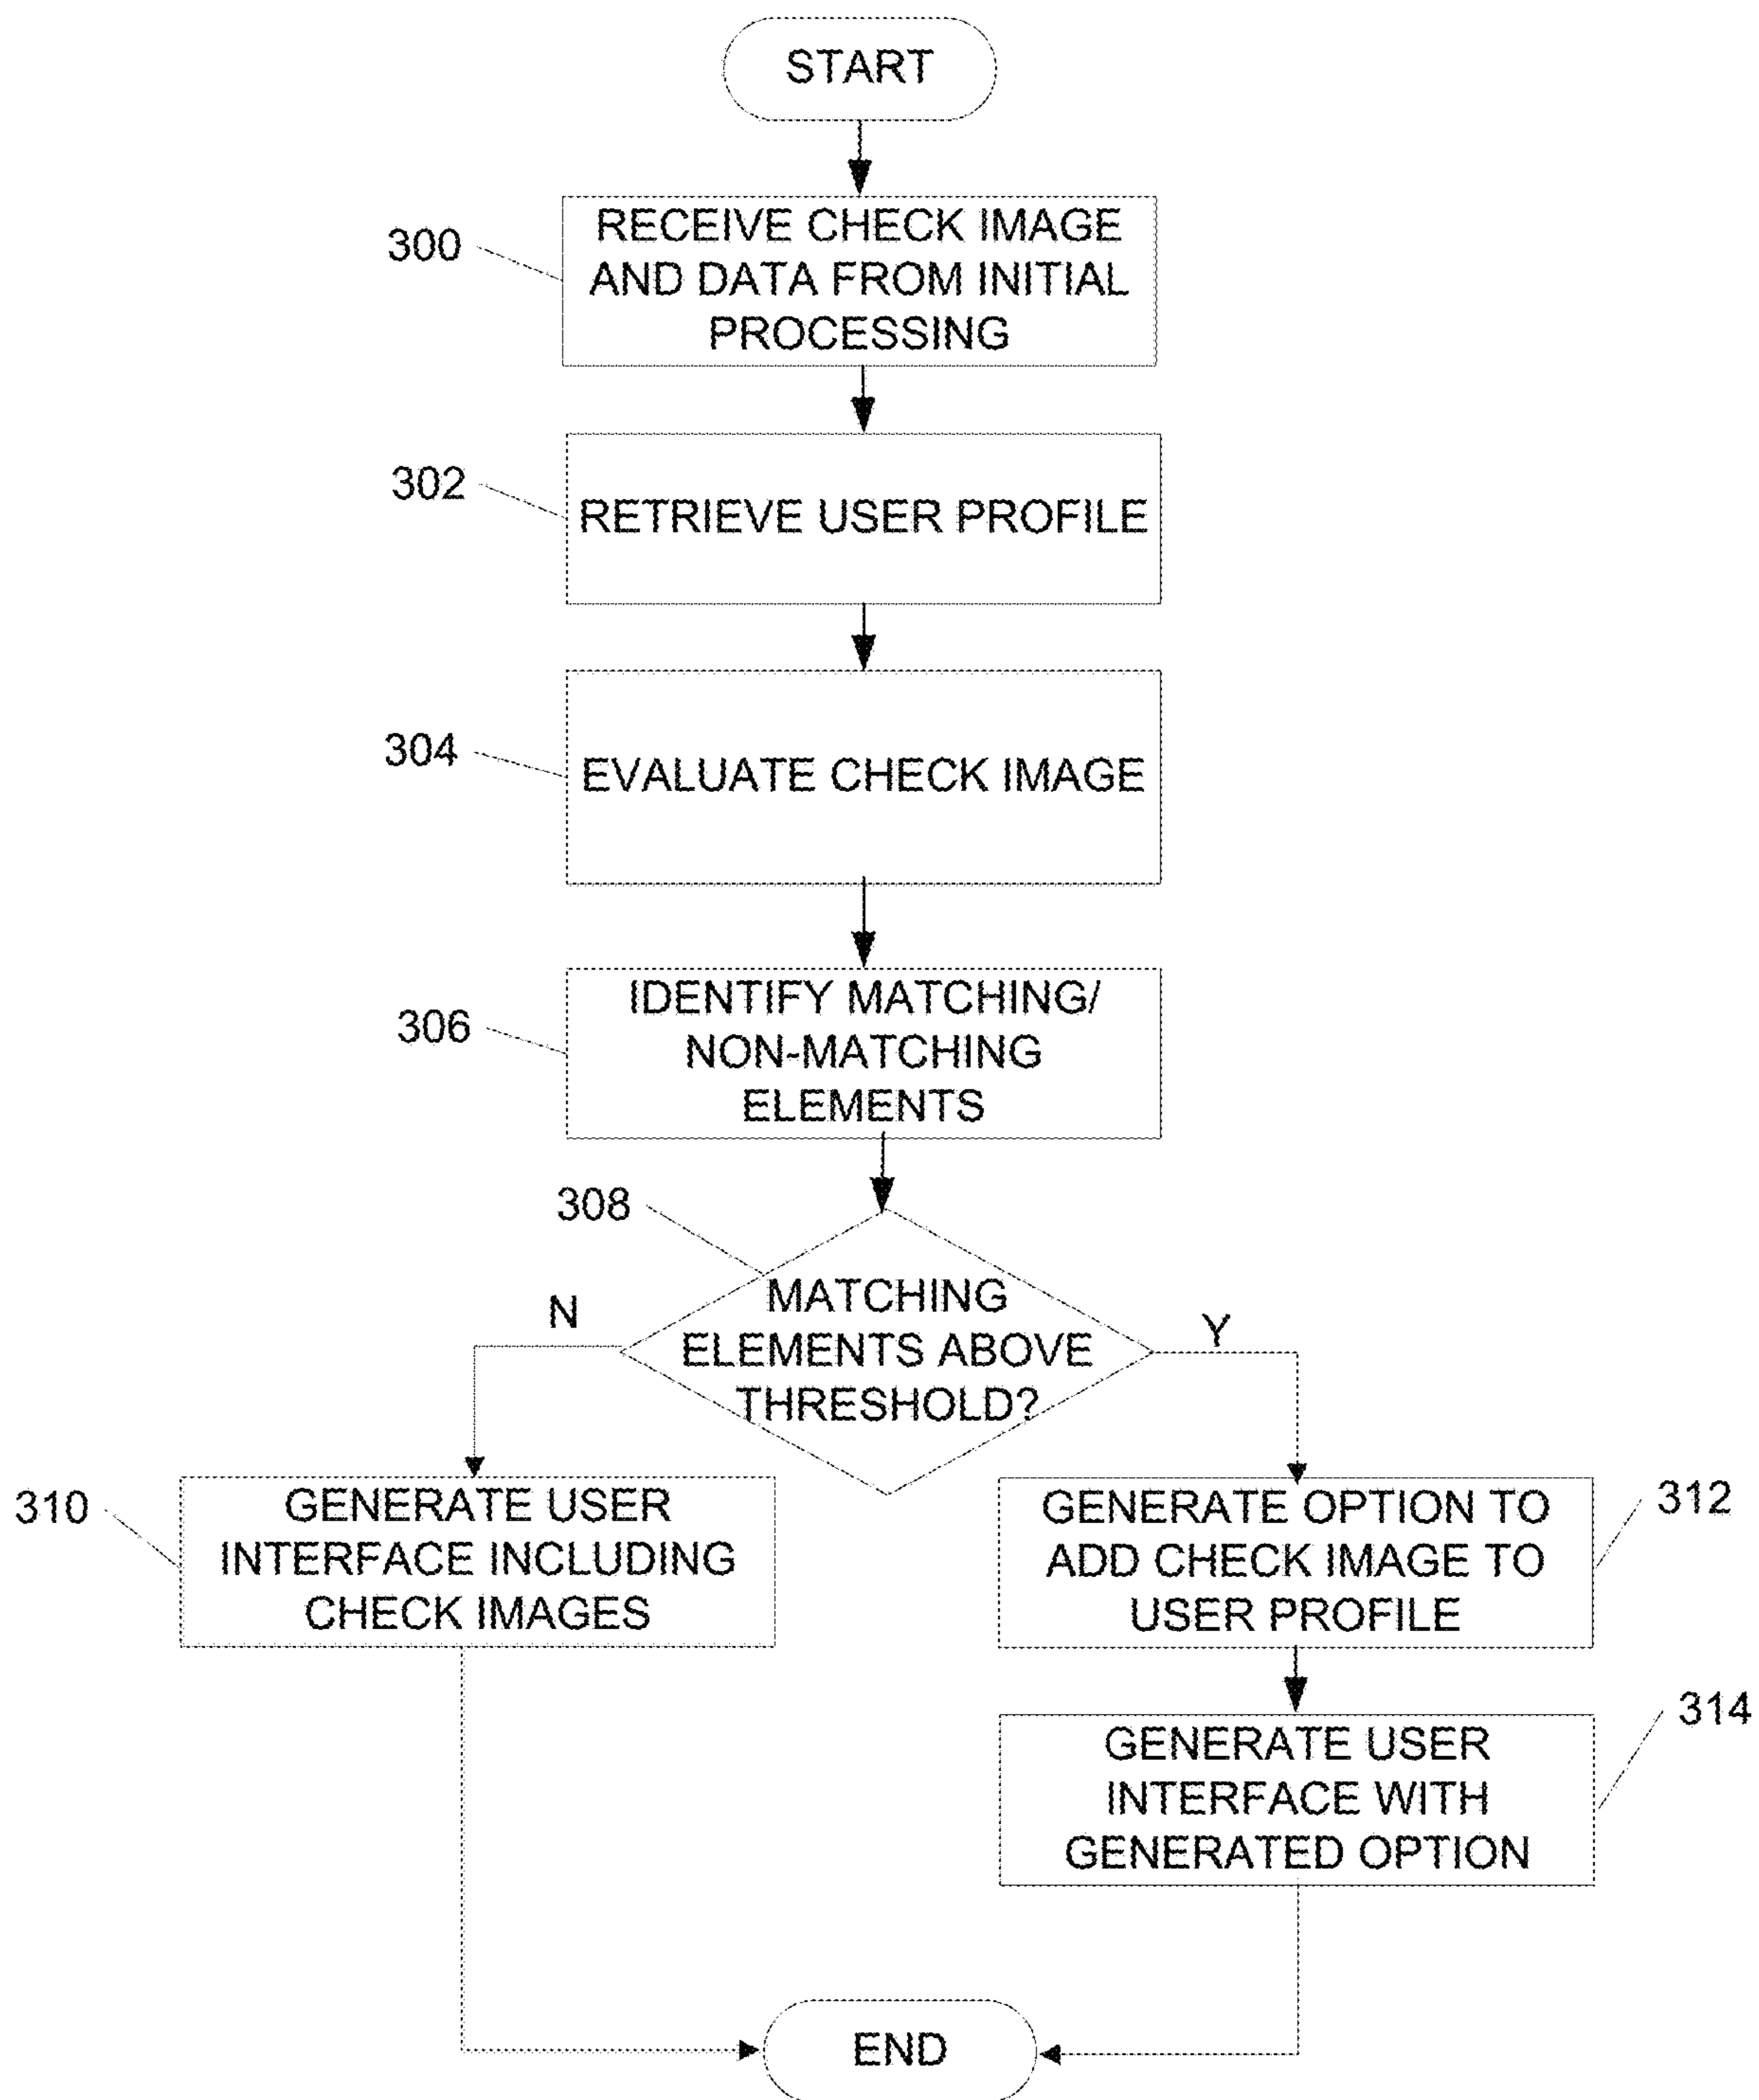 START
300
RECEIVE CHECK IMAGE
AND DATA FROM INITIAL
PROCESSING
302
RETRIEVE USER PROFILE
304
EVALUATE CHECK IMAGE
306
IDENTIFY MATCHING/
NON-MATCHING
ELEMENTS
308
MATCHING
ELEMENTS ABOVE
THRESHOLD?
N
Y
310
GENERATE USER
INTERFACE INCLUDING
CHECK IMAGES
312
GENERATE OPTION TO
ADD CHECK IMAGE TO
USER PROFILE
314
GENERATE USER
INTERFACE WITH
GENERATED OPTION
END